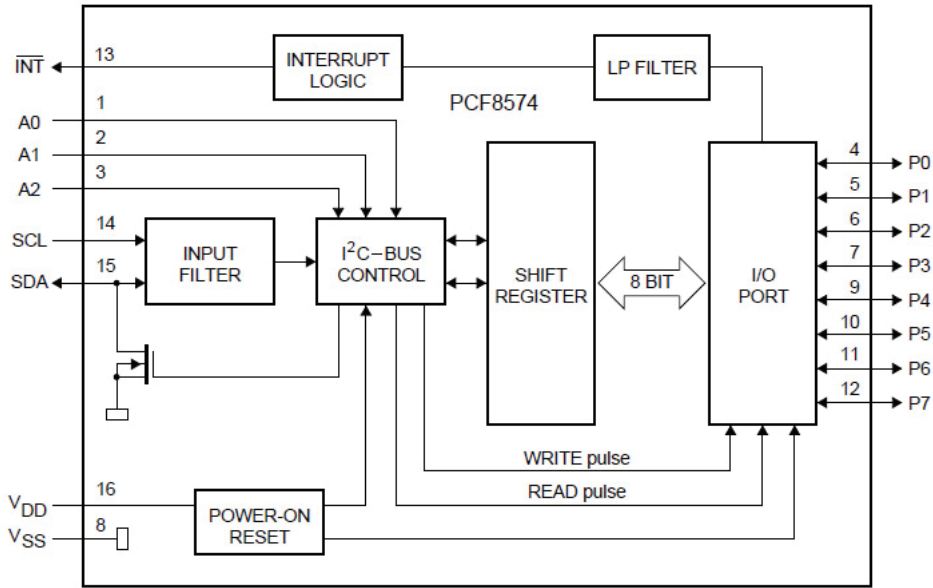 INT
13
INTERRUPT
LOGIC
LP FILTER
PCF8574
A0
1
A1
2
A2
3
SCL
14
SDA
15
INPUT
FILTER
I²C–BUS
CONTROL
SHIFT
REGISTER
8 BIT
I/O
PORT
4
P0
5
P1
6
P2
7
P3
9
P4
10
P5
11
P6
12
P7
WRITE pulse
READ pulse
VDD
16
VSS
8
POWER-ON
RESET